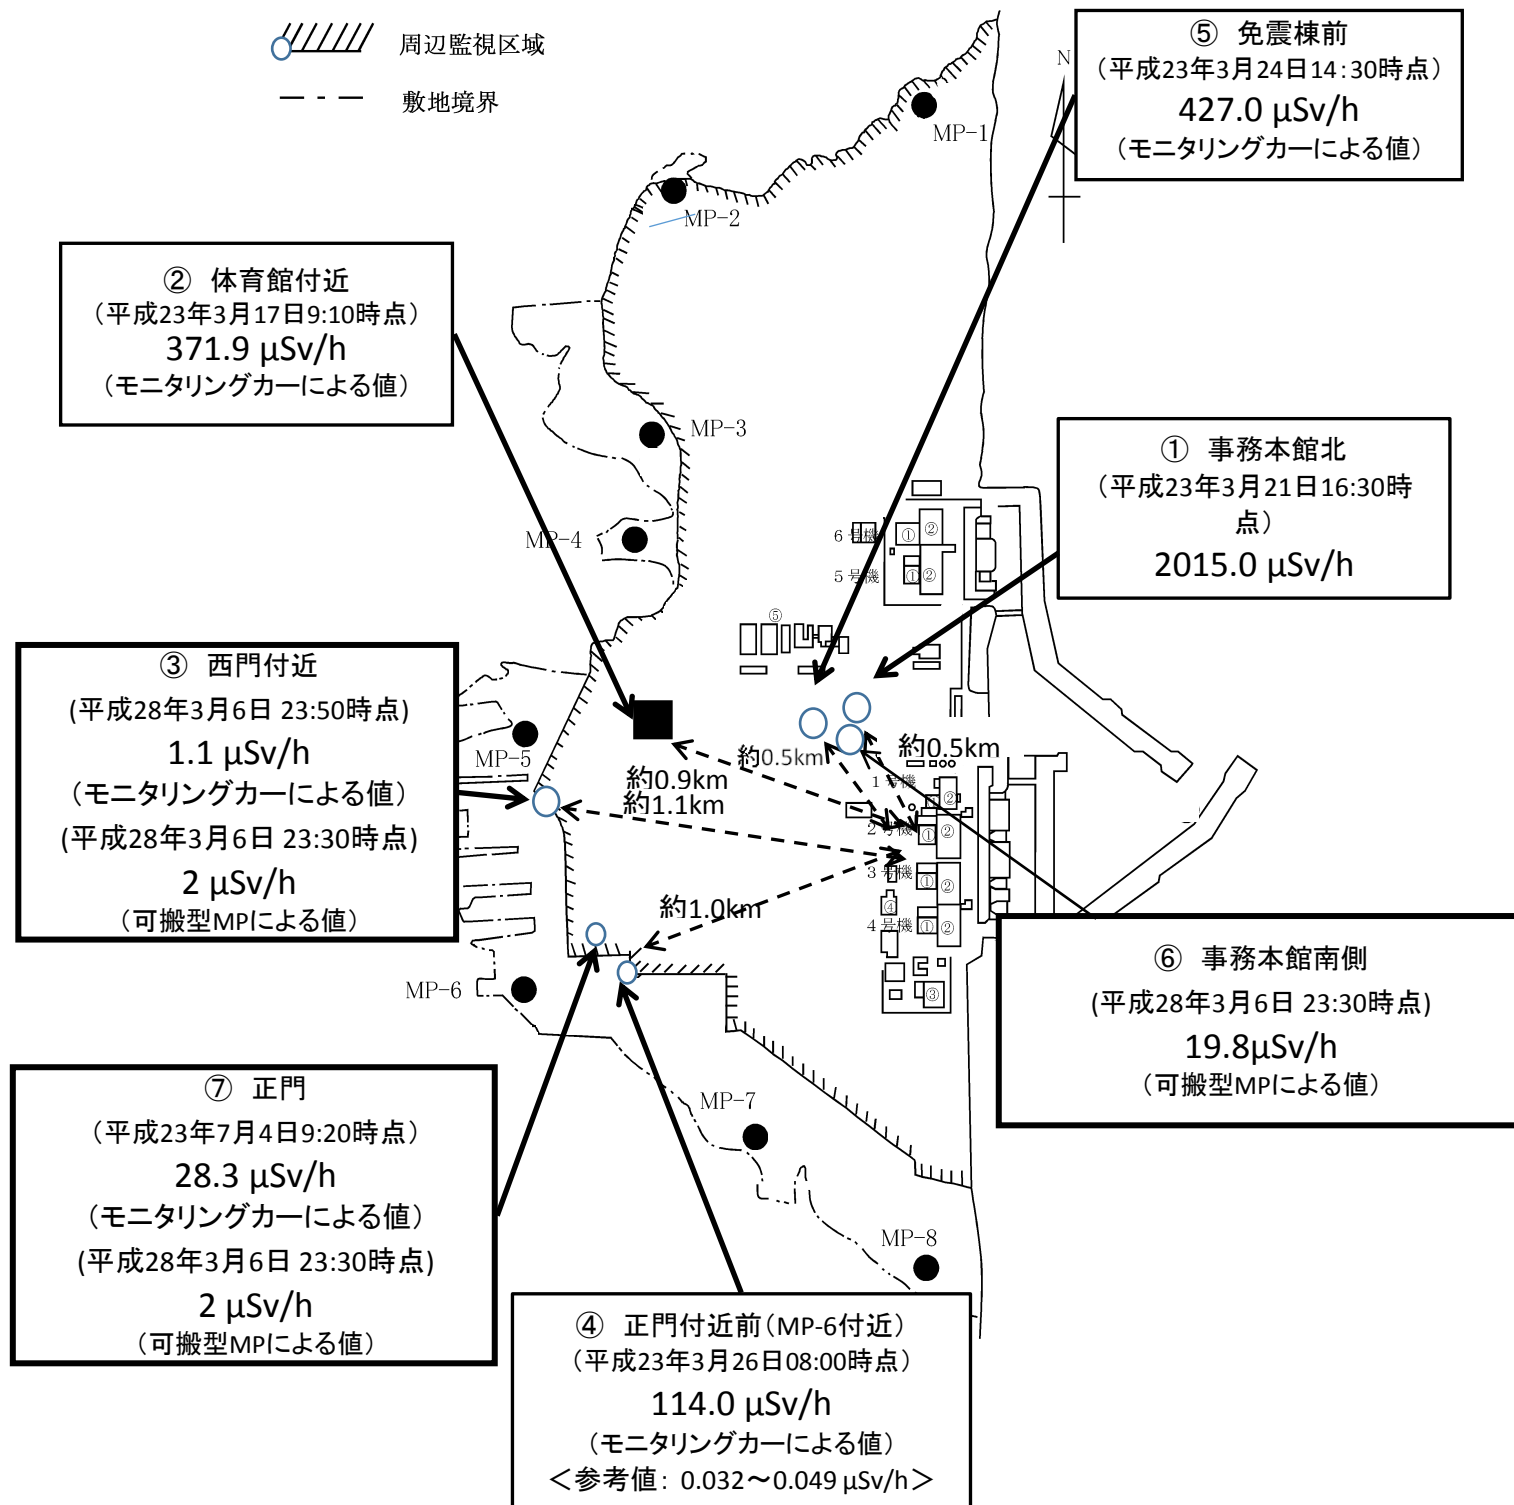 周辺監視区域
敷地境界
N
⑤ 免震棟前
（平成23年3月24日14:30時点）
427.0 μSv/h
（モニタリングカーによる値）
MP-1
MP-2
② 体育館付近
（平成23年3月17日9:10時点）
371.9 μSv/h
（モニタリングカーによる値）
MP-3
① 事務本館北
（平成23年3月21日16:30時
点）
2015.0 μSv/h
MP-4
6号機
①
②
5号機
①
②
⑤
③ 西門付近
(平成28年3月6日 23:50時点)
1.1 μSv/h
（モニタリングカーによる値）
(平成28年3月6日 23:30時点)
2 μSv/h
（可搬型MPによる値）
MP-5
約0.5km
約0.5km
約0.9km
約1.1km
1号機
①
②
2号機
①
②
3号機
①
②
④
約1.0km
4号機
①
②
③
MP-6
⑥ 事務本館南側
(平成28年3月6日 23:30時点)
19.8μSv/h
（可搬型MPによる値）
⑦ 正門
（平成23年7月4日9:20時点）
28.3 μSv/h
（モニタリングカーによる値）
(平成28年3月6日 23:30時点)
2 μSv/h
（可搬型MPによる値）
MP-7
MP-8
④ 正門付近前（MP-6付近）
（平成23年3月26日08:00時点）
114.0 μSv/h
（モニタリングカーによる値）
＜参考値： 0.032～0.049 μSv/h＞